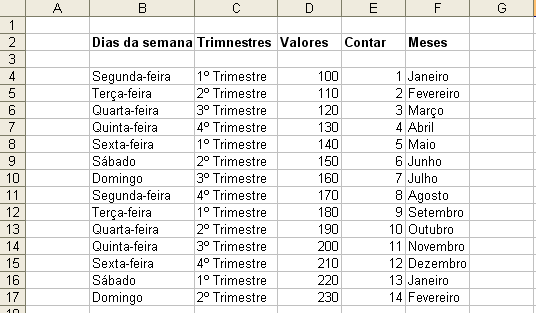 A B C D E F G
1
2 Dias da semana Trimnestres Valores Contar Meses
3
4 Segunda-feira 1º Trimestre 100 1 Janeiro
5 Terça-feira 2º Trimestre 110 2 Fevereiro
6 Quarta-feira 3º Trimestre 120 3 Março
7 Quinta-feira 4º Trimestre 130 4 Abril
8 Sexta-feira 1º Trimestre 140 5 Maio
9 Sábado 2º Trimestre 150 6 Junho
10 Domingo 3º Trimestre 160 7 Julho
11 Segunda-feira 4º Trimestre 170 8 Agosto
12 Terça-feira 1º Trimestre 180 9 Setembro
13 Quarta-feira 2º Trimestre 190 10 Outubro
14 Quinta-feira 3º Trimestre 200 11 Novembro
15 Sexta-feira 4º Trimestre 210 12 Dezembro
16 Sábado 1º Trimestre 220 13 Janeiro
17 Domingo 2º Trimestre 230 14 Fevereiro